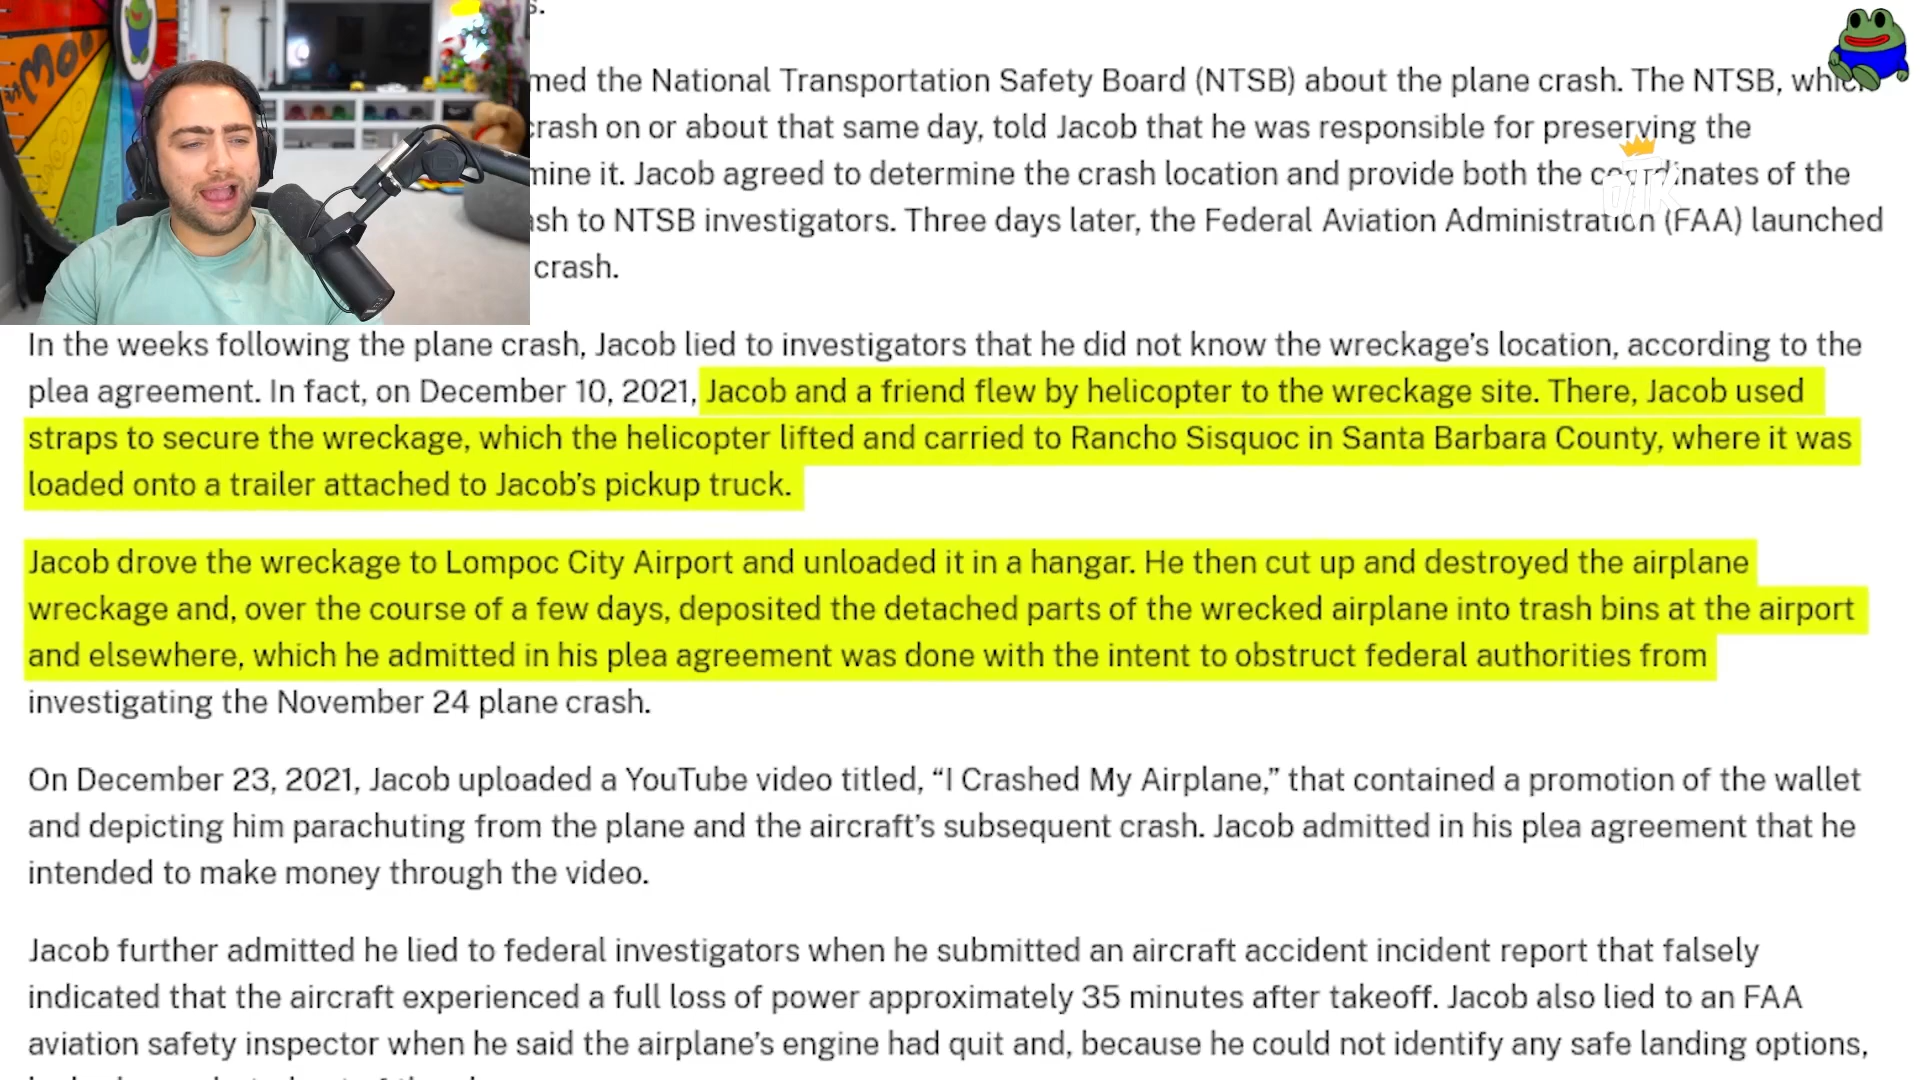 s.
med the National Transportation Safety Board (NTSB) about the plane crash. The NTSB, which
crash on or about that same day, told Jacob that he was responsible for preserving the
mine it. Jacob agreed to determine the crash location and provide both the coordinates of the
ash to NTSB investigators. Three days later, the Federal Aviation Administration (FAA) launched
crash.
In the weeks following the plane crash, Jacob lied to investigators that he did not know the wreckage’s location, according to the
plea agreement. In fact, on December 10, 2021, Jacob and a friend flew by helicopter to the wreckage site. There, Jacob used
straps to secure the wreckage, which the helicopter lifted and carried to Rancho Sisquoc in Santa Barbara County, where it was
loaded onto a trailer attached to Jacob’s pickup truck.
Jacob drove the wreckage to Lompoc City Airport and unloaded it in a hangar. He then cut up and destroyed the airplane
wreckage and, over the course of a few days, deposited the detached parts of the wrecked airplane into trash bins at the airport
and elsewhere, which he admitted in his plea agreement was done with the intent to obstruct federal authorities from
investigating the November 24 plane crash.
On December 23, 2021, Jacob uploaded a YouTube video titled, “I Crashed My Airplane,” that contained a promotion of the wallet
and depicting him parachuting from the plane and the aircraft’s subsequent crash. Jacob admitted in his plea agreement that he
intended to make money through the video.
Jacob further admitted he lied to federal investigators when he submitted an aircraft accident incident report that falsely
indicated that the aircraft experienced a full loss of power approximately 35 minutes after takeoff. Jacob also lied to an FAA
aviation safety inspector when he said the airplane’s engine had quit and, because he could not identify any safe landing options,
OTK